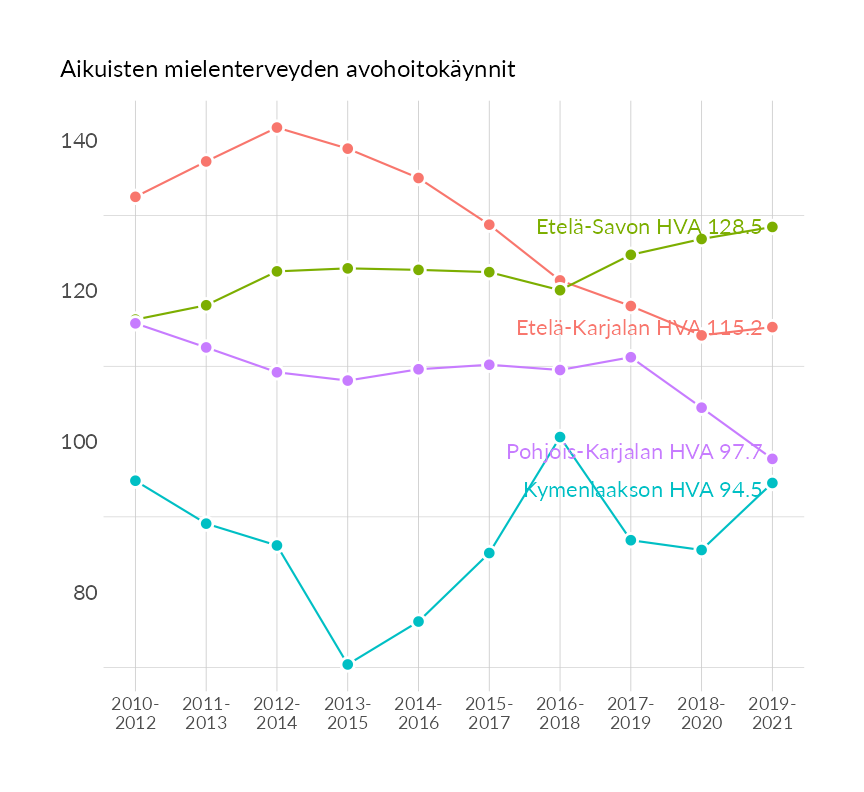 Aikuisten mielenterveyden avohoitokäynnit
140
Etelä-Savon HVA 128.5
120
Etelä-Karjalan HVA 115.2
100
Pohjois-Karjalan HVA 97.7
Kymenlaakson HVA 94.5
80
2010- 2011- 2012- 2013- 2014- 2015- 2016- 2017- 2018- 2019-
2012 2013 2014 2015 2016 2017 2018 2019 2020 2021